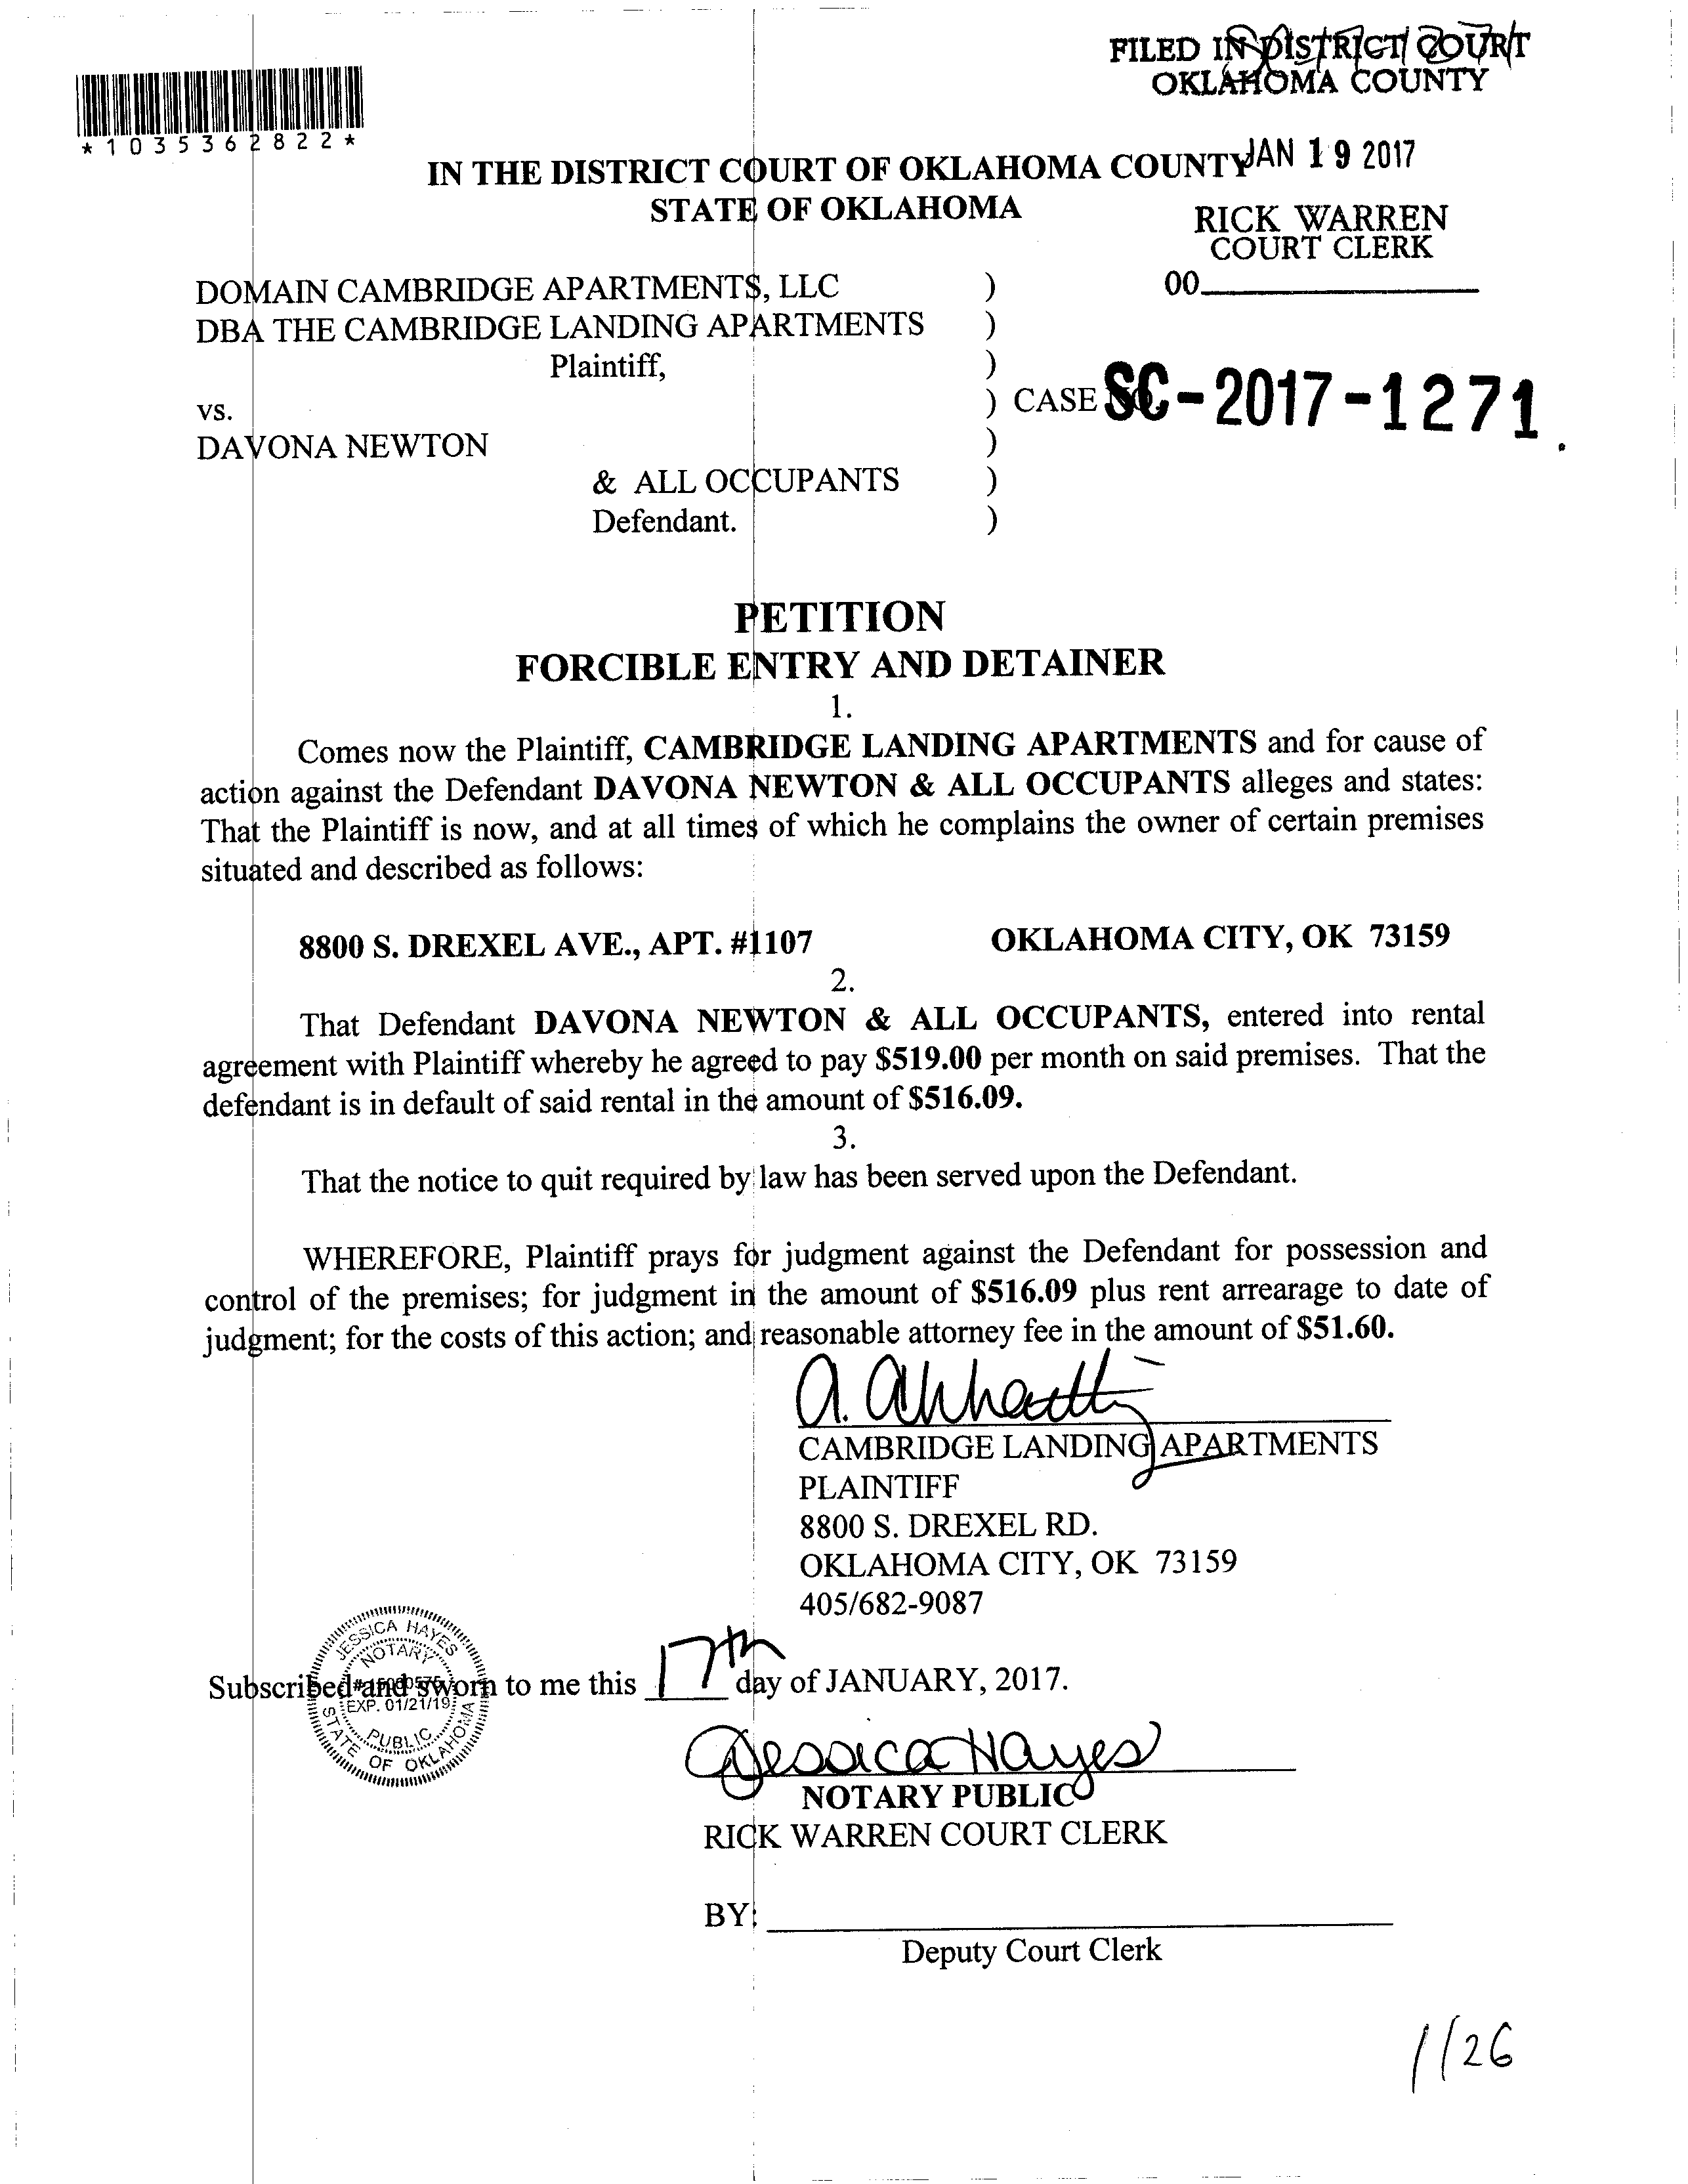 FILED IN DISTRICT COURT
OKLAHOMA COUNTY
*1035362822*
JAN 19 2017
IN THE DISTRICT COURT OF OKLAHOMA COUNTY
STATE OF OKLAHOMA
RICK WARREN
COURT CLERK
00
DOMAIN CAMBRIDGE APARTMENTS, LLC )
DBA THE CAMBRIDGE LANDING APARTMENTS )
Plaintiff, )
vs. ) CASE NO. SC-2017-1271.
DAVONA NEWTON )
& ALL OCCUPANTS )
Defendant. )
PETITION
FORCIBLE ENTRY AND DETAINER
1.
Comes now the Plaintiff, CAMBRIDGE LANDING APARTMENTS and for cause of
action against the Defendant DAVONA NEWTON & ALL OCCUPANTS alleges and states:
That the Plaintiff is now, and at all times of which he complains the owner of certain premises
situated and described as follows:
8800 S. DREXEL AVE., APT. #1107 OKLAHOMA CITY, OK 73159
2.
That Defendant DAVONA NEWTON & ALL OCCUPANTS, entered into rental
agreement with Plaintiff whereby he agreed to pay $519.00 per month on said premises. That the
defendant is in default of said rental in the amount of $516.09.
3.
That the notice to quit required by law has been served upon the Defendant.
WHEREFORE, Plaintiff prays for judgment against the Defendant for possession and
control of the premises; for judgment in the amount of $516.09 plus rent arrearage to date of
judgment; for the costs of this action; and reasonable attorney fee in the amount of $51.60.
CAMBRIDGE LANDING APARTMENTS
PLAINTIFF
8800 S. DREXEL RD.
OKLAHOMA CITY, OK 73159
405/682-9087
JESSICA HAYES
NOTARY
EXP. 01/21/19
PUBLIC
STATE OF OKLAHOMA
Subscribed and sworn to me this 17th day of JANUARY, 2017.
Jessica Hayes
NOTARY PUBLIC
RICK WARREN COURT CLERK
BY:
Deputy Court Clerk
1/26